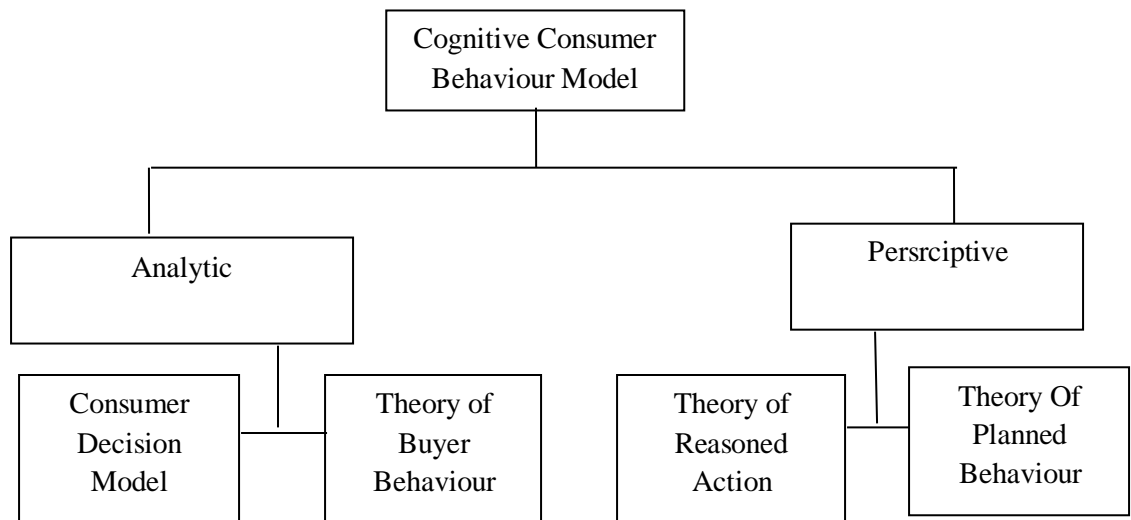 Cognitive Consumer
Behaviour Model
Analytic
Persrciptive
Consumer
Decision
Model
Theory of
Buyer
Behaviour
Theory of
Reasoned
Action
Theory Of
Planned
Behaviour